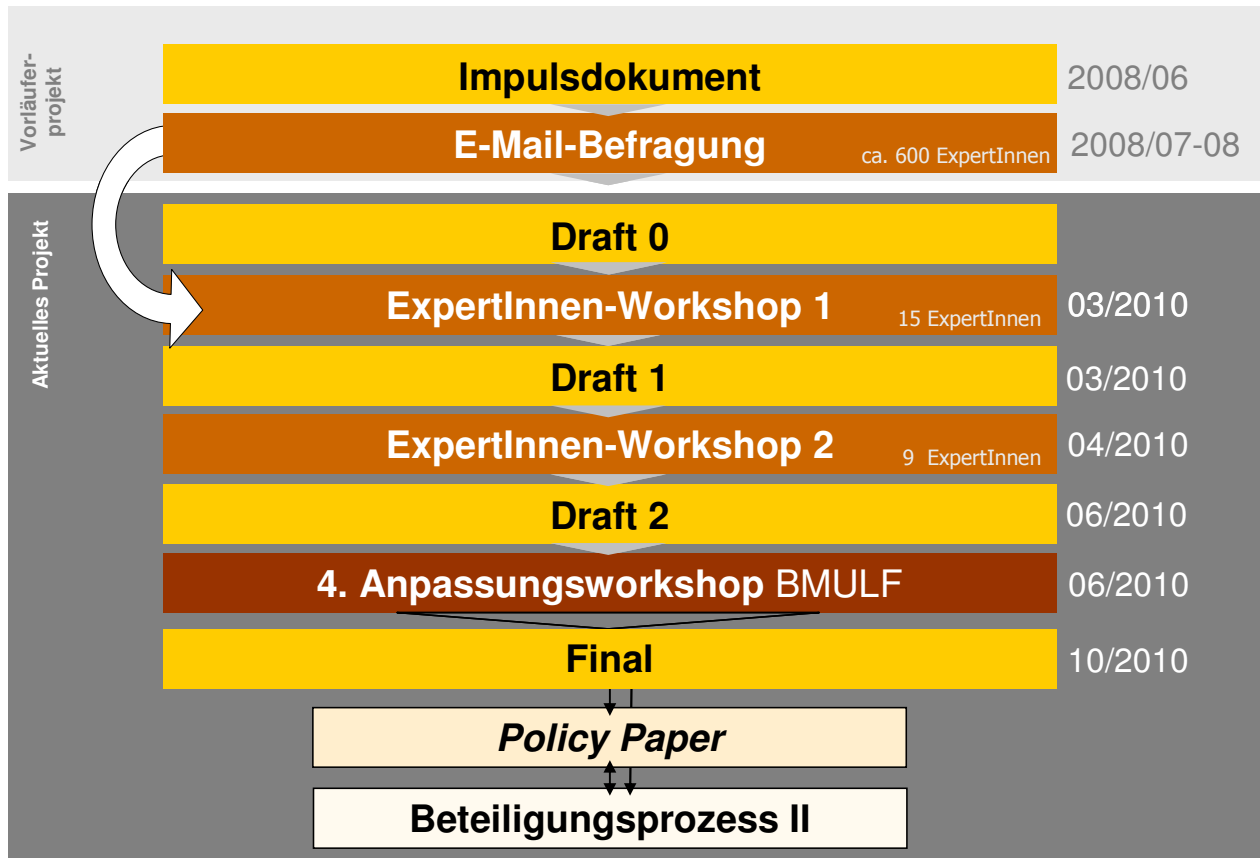 Vorläufer-
projekt
Impulsdokument
2008/06
E-Mail-Befragung
ca. 600 ExpertInnen
2008/07-08
Aktuelles Projekt
Draft 0
ExpertInnen-Workshop 1
15 ExpertInnen
03/2010
Draft 1
03/2010
ExpertInnen-Workshop 2
9 ExpertInnen
04/2010
Draft 2
06/2010
4. Anpassungsworkshop BMULF
06/2010
Final
10/2010
Policy Paper
Beteiligungsprozess II